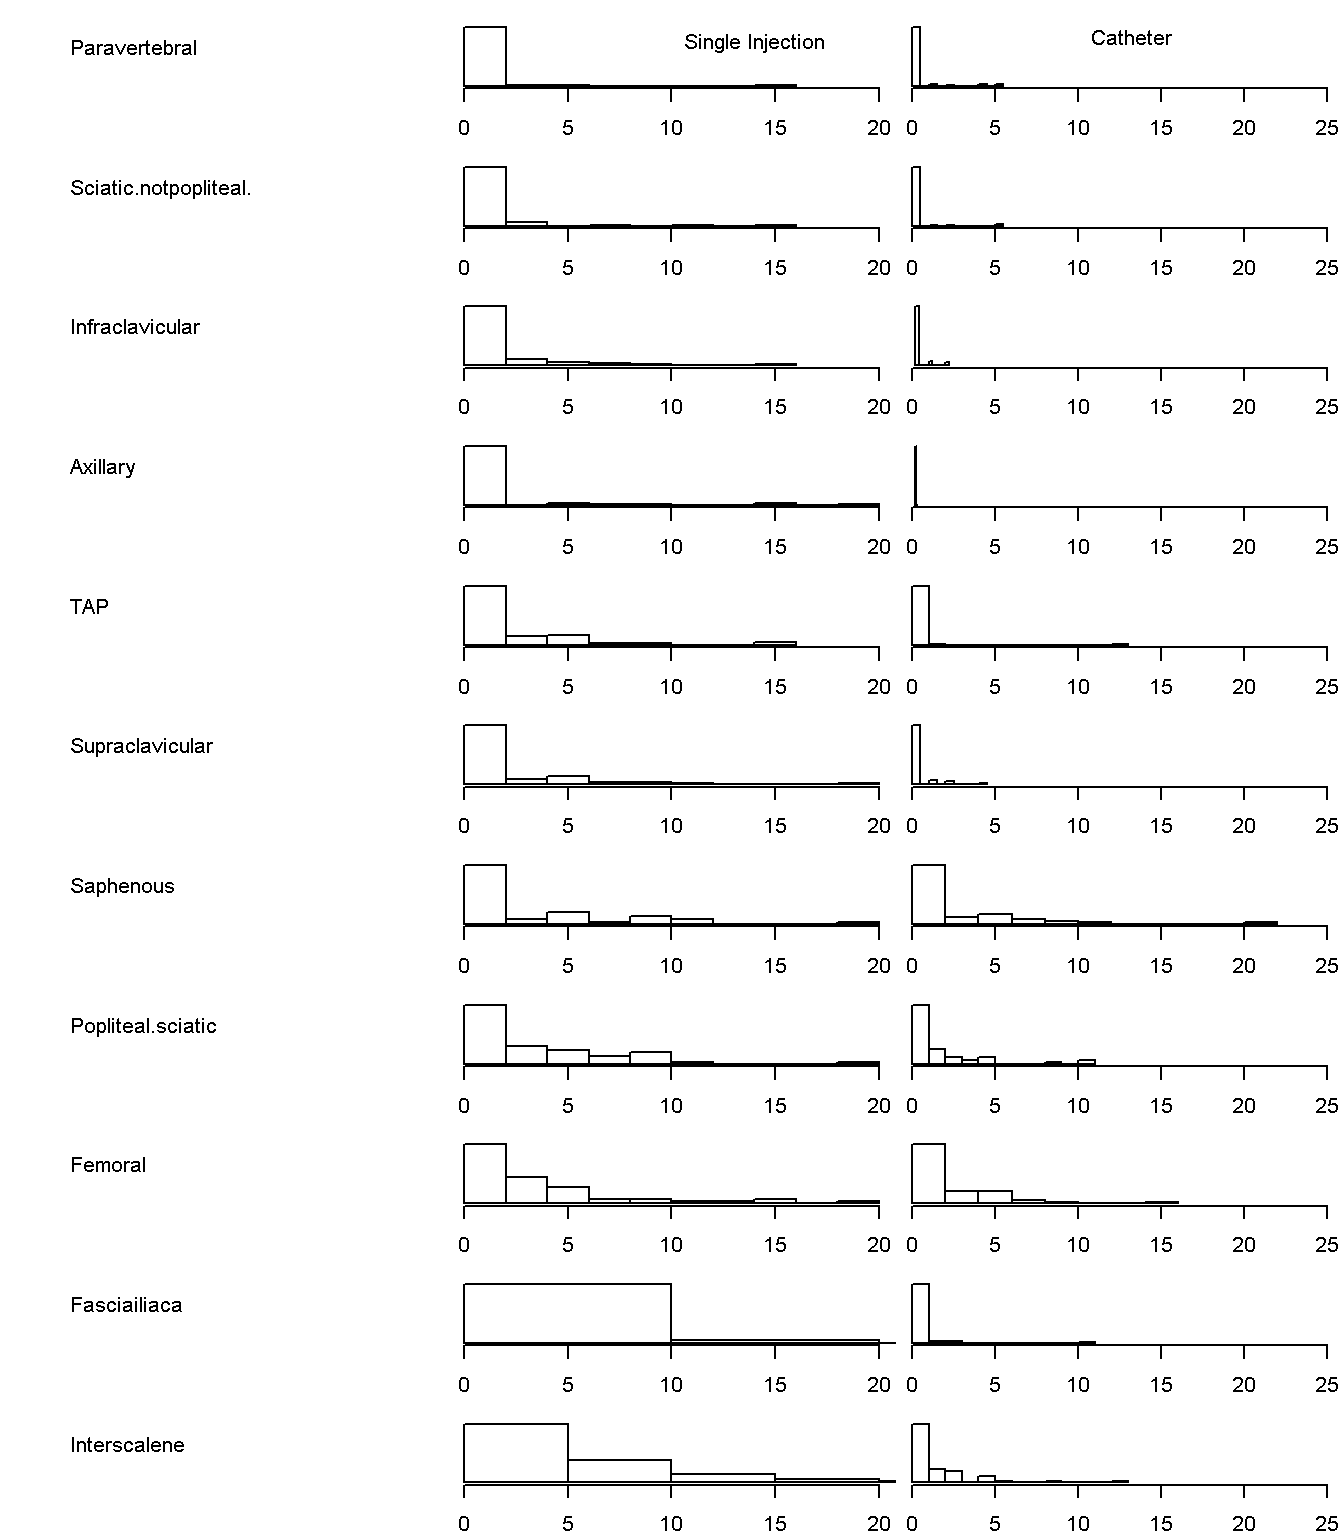 Single Injection Catheter
Paravertebral
0 5 10 15 20 0 5 10 15 20 25
Sciatic.notpopliteal.
0 5 10 15 20 0 5 10 15 20 25
Infraclavicular
0 5 10 15 20 0 5 10 15 20 25
Axillary
0 5 10 15 20 0 5 10 15 20 25
TAP
0 5 10 15 20 0 5 10 15 20 25
Supraclavicular
0 5 10 15 20 0 5 10 15 20 25
Saphenous
0 5 10 15 20 0 5 10 15 20 25
Popliteal.sciatic
0 5 10 15 20 0 5 10 15 20 25
Femoral
0 5 10 15 20 0 5 10 15 20 25
Fasciailiaca
0 5 10 15 20 0 5 10 15 20 25
Interscalene
0 5 10 15 20 0 5 10 15 20 25